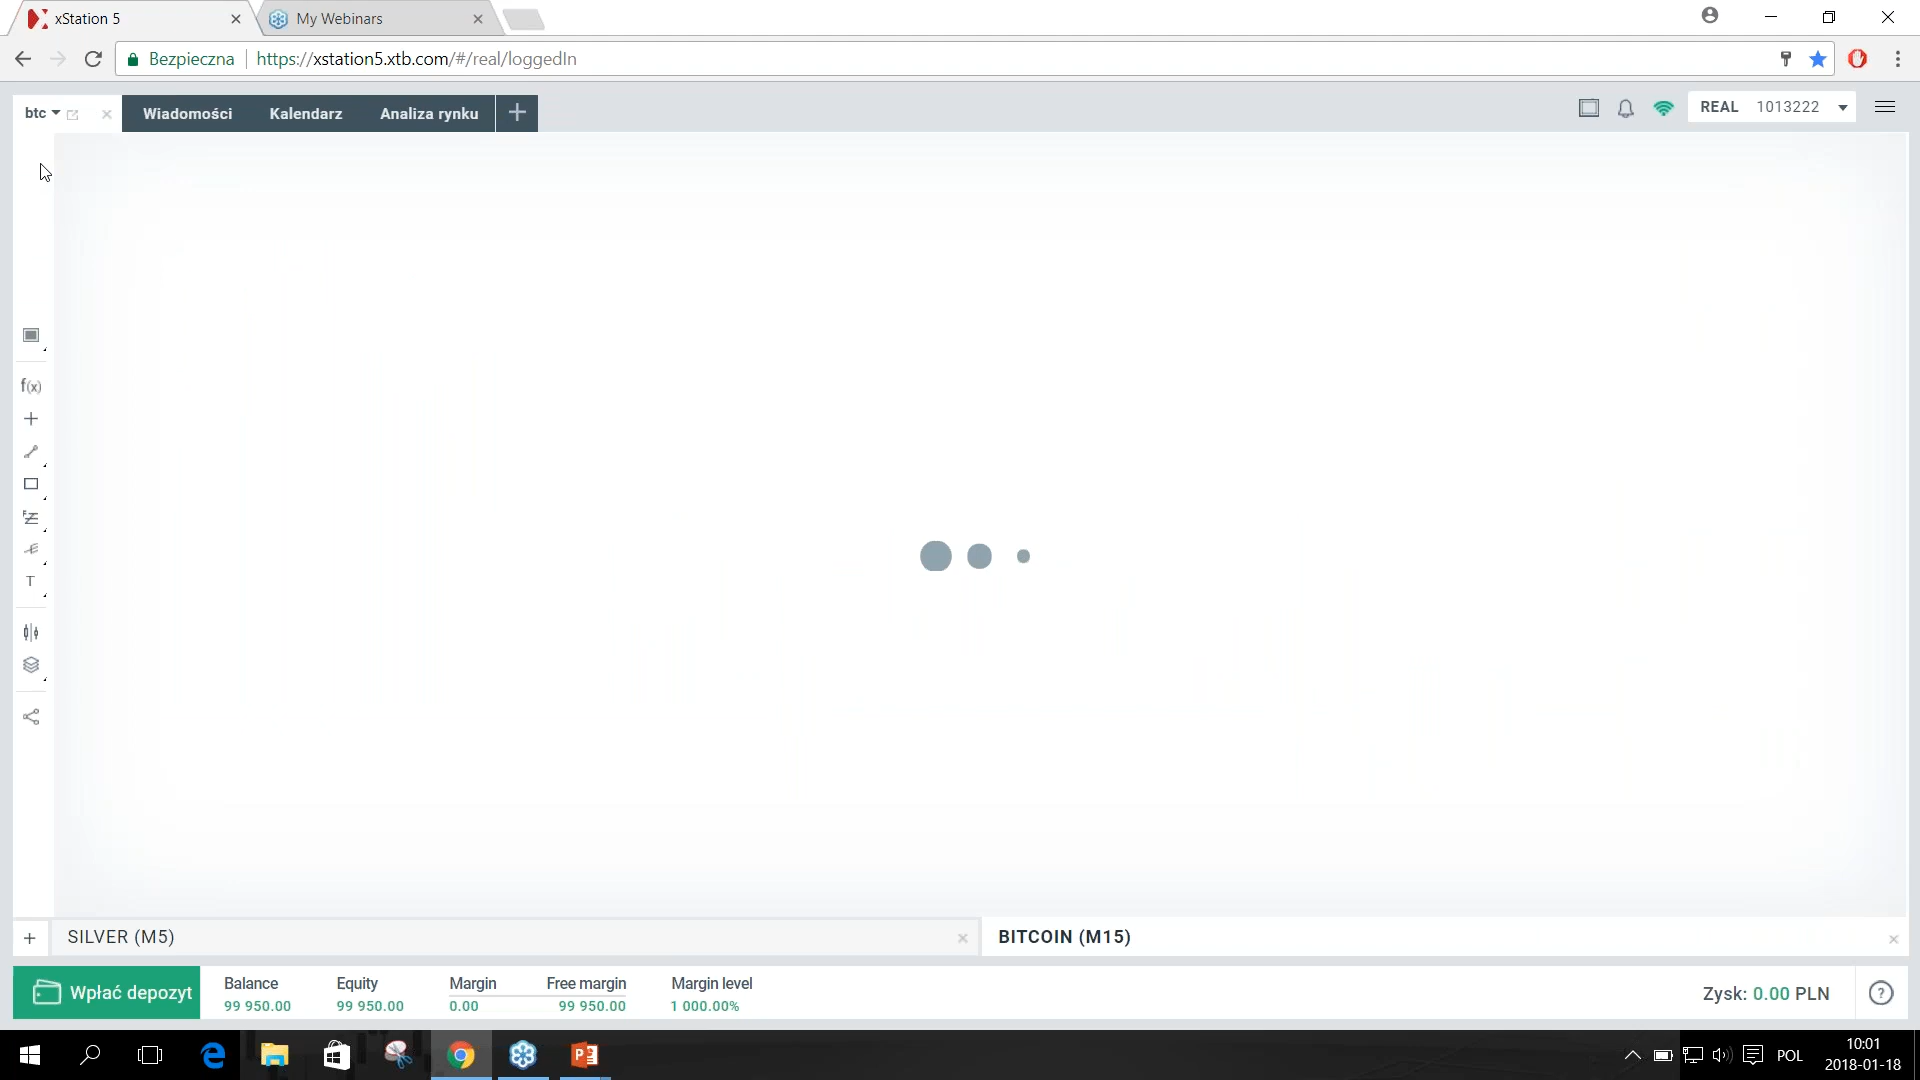 xStation 5
My Webinars
Bezpieczna
https://xstation5.xtb.com/#/real/loggedIn
btc
Wiadomości
Kalendarz
Analiza rynku
REAL 1013222
f(x)
T
SILVER (M5)
BITCOIN (M15)
Wpłać depozyt
Balance
99 950.00
Equity
99 950.00
Margin
0.00
Free margin
99 950.00
Margin level
1 000.00%
Zysk: 0.00 PLN
?
POL
10:01
2018-01-18